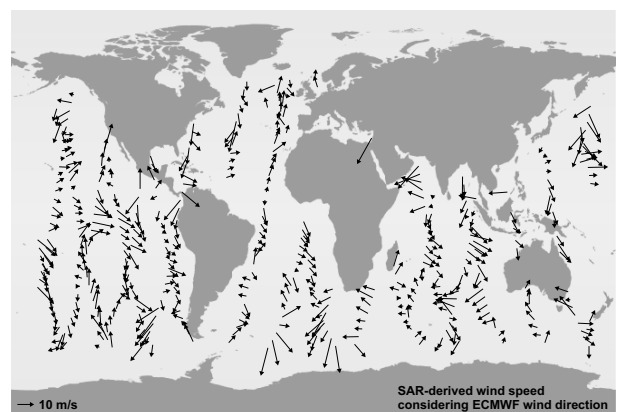 SAR-derived wind speed
10 m/s considering ECMWF wind direction